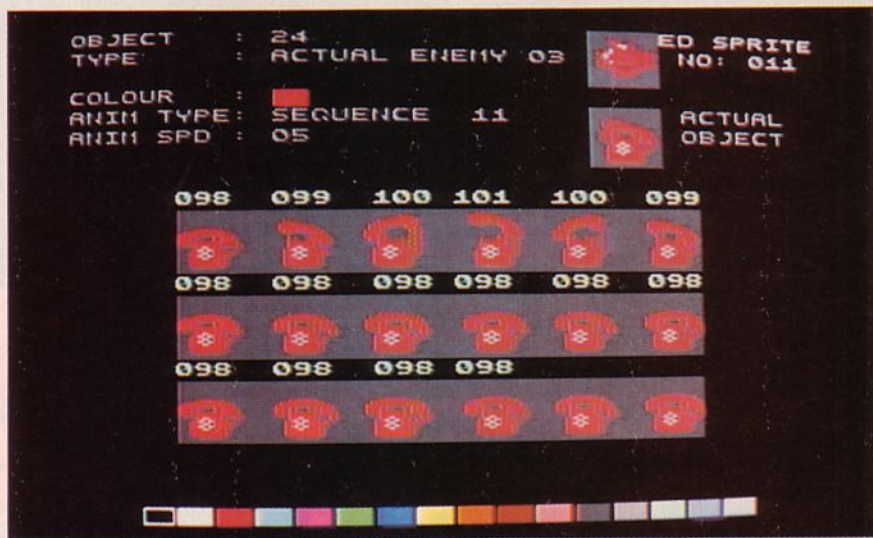 OBJECT : 24
TYPE : ACTUAL ENEMY 03
ED SPRITE
NO: 011
COLOUR :
ANIM TYPE: SEQUENCE 11
ANIM SPD : 05
ACTUAL
OBJECT
098 099 100 101 100 099
098 098 098 098 098 098
098 098 098 098